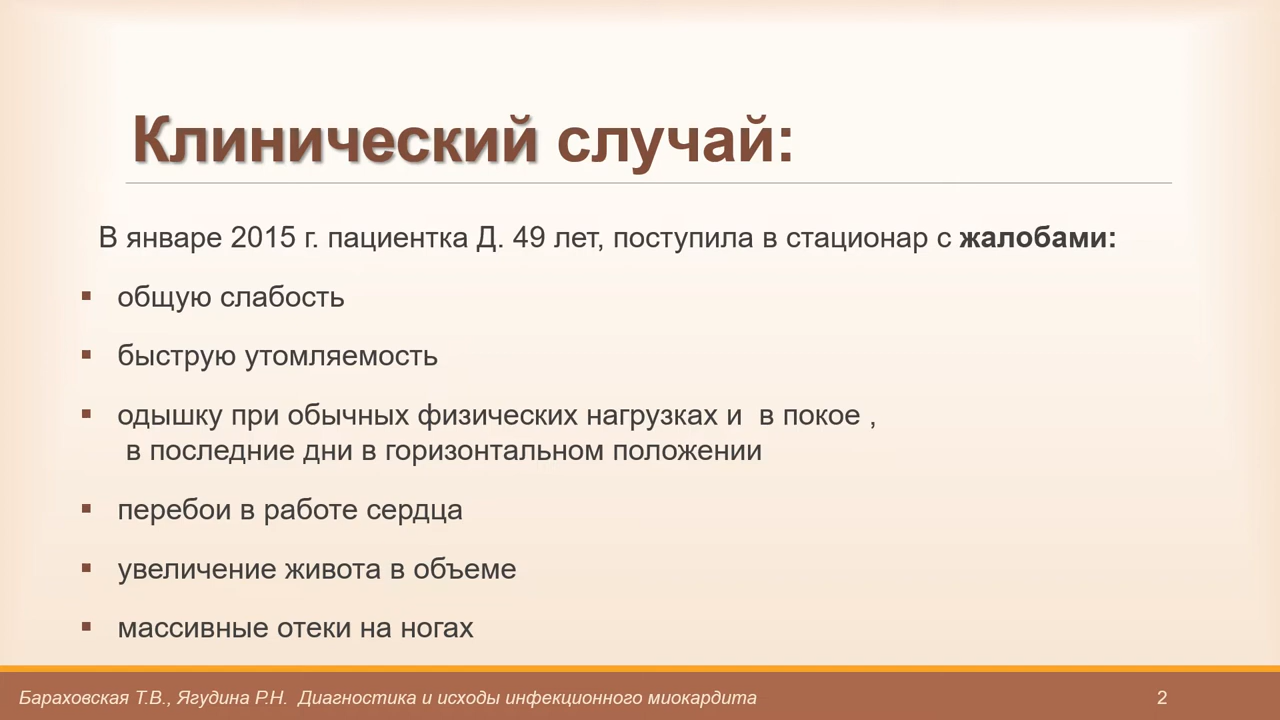 Клинический случай:
В январе 2015 г. пациентка Д. 49 лет, поступила в стационар с жалобами:
▪ общую слабость
▪ быструю утомляемость
▪ одышку при обычных физических нагрузках и в покое ,
в последние дни в горизонтальном положении
▪ перебои в работе сердца
▪ увеличение живота в объеме
▪ массивные отеки на ногах
Бараховская Т.В., Ягудина Р.Н. Диагностика и исходы инфекционного миокардита 2